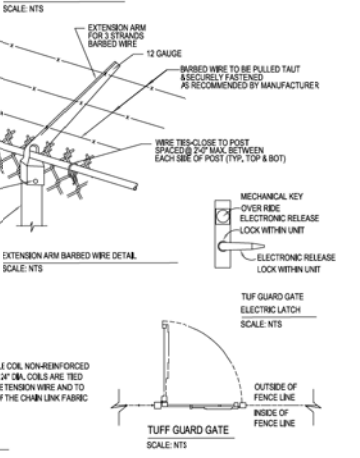 SCALE: NTS
EXTENSION ARM
FOR 3 STRANDS
BARBED WIRE
12 GAUGE
BARBED WIRE TO BE PULLED TAUT
& SECURELY FASTENED
AS RECOMMENDED BY MANUFACTURER
WIRE TIES-CLOSE TO POST
SPACED@ 2'-0" MAX. BETWEEN
EACH SIDE OF POST (TYP, TOP & BOT)
MECHANICAL KEY
OVER RIDE
ELECTRONIC RELEASE
LOCK WITHIN UNIT
ELECTRONIC RELEASE
LOCK WITHIN UNIT
EXTENSION ARM BARBED WIRE DETAIL
SCALE: NTS
TUF GUARD GATE
ELECTRIC LATCH
SCALE: NTS
COIL NON-REINFORCED
24" DIA. COILS ARE TIED
TENSION WIRE AND TO
THE CHAIN LINK FABRIC
OUTSIDE OF
FENCE LINE
INSIDE OF
FENCE LINE
TUFF GUARD GATE
SCALE: NTS